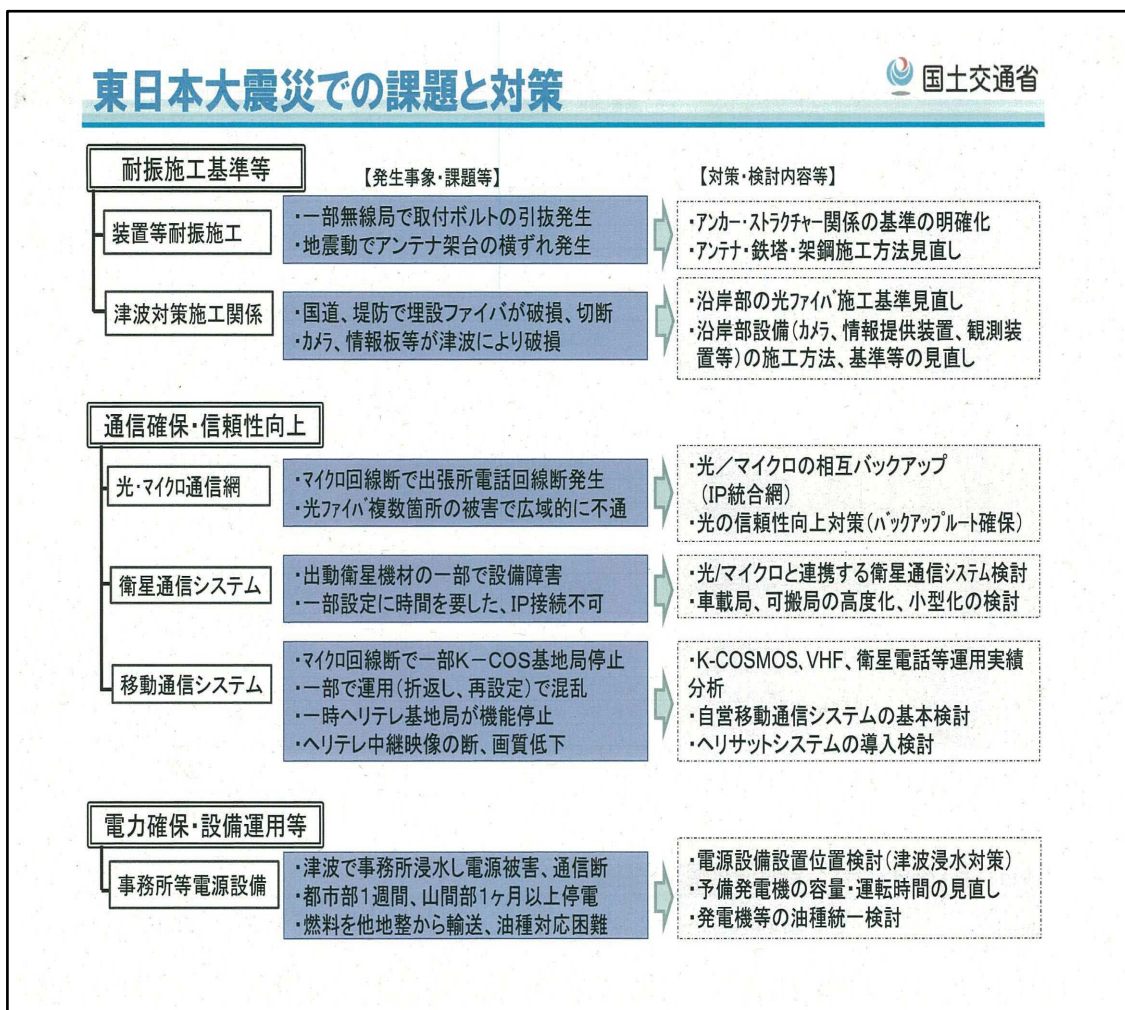 東日本大震災での課題と対策
国土交通省
耐振施工基準等
【発生事象・課題等】
【対策・検討内容等】
装置等耐振施工
・一部無線局で取付ボルトの引抜発生
・地震動でアンテナ架台の横ずれ発生
・アンカー・ストラクチャー関係の基準の明確化
・アンテナ・鉄塔・架鋼施工方法見直し
津波対策施工関係
・国道、堤防で埋設ファイバが破損、切断
・カメラ、情報板等が津波により破損
・沿岸部の光ファイバ施工基準見直し
・沿岸部設備(カメラ、情報提供装置、観測装
置等)の施工方法、基準等の見直し
通信確保・信頼性向上
光・マイクロ通信網
・マイクロ回線断で出張所電話回線断発生
・光ファイバ複数箇所の被害で広域的に不通
・光／マイクロの相互バックアップ
(IP統合網)
・光の信頼性向上対策(バックアップルート確保)
衛星通信システム
・出動衛星機材の一部で設備障害
・一部設定に時間を要した、IP接続不可
・光/マイクロと連携する衛星通信システム検討
・車載局、可搬局の高度化、小型化の検討
移動通信システム
・マイクロ回線断で一部K－COS基地局停止
・一部で運用(折返し、再設定)で混乱
・一時ヘリテレ基地局が機能停止
・ヘリテレ中継映像の断、画質低下
・K-COSMOS、VHF、衛星電話等運用実績
分析
・自営移動通信システムの基本検討
・ヘリサットシステムの導入検討
電力確保・設備運用等
事務所等電源設備
・津波で事務所浸水し電源被害、通信断
・都市部1週間、山間部1ヶ月以上停電
・燃料を他地整から輸送、油種対応困難
・電源設備設置位置検討(津波浸水対策)
・予備発電機の容量・運転時間の見直し
・発電機等の油種統一検討